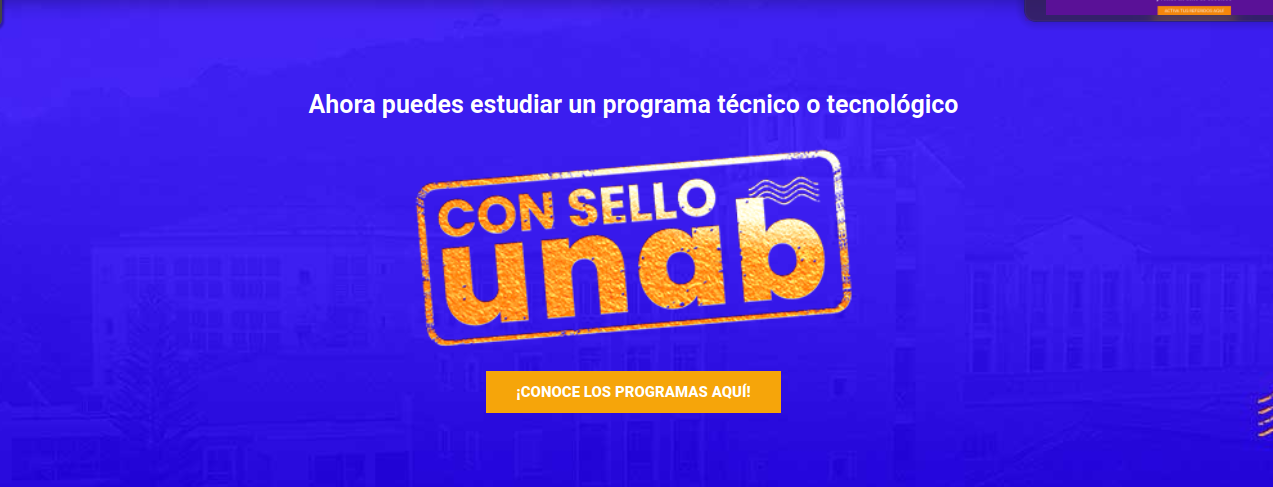 Ahora puedes estudiar un programa técnico o tecnológico
CON SELLO
unab
¡CONOCE LOS PROGRAMAS AQUÍ!